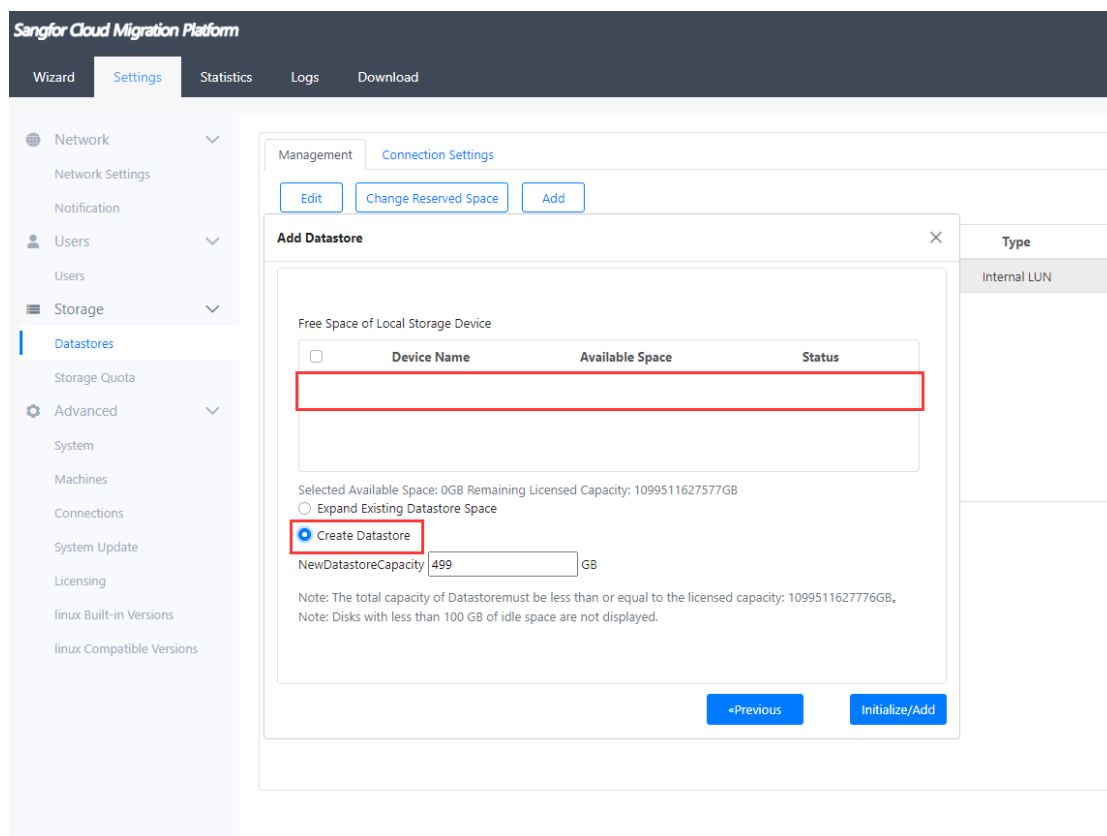 Sangfor Cloud Migration Platform
Wizard Settings Statistics Logs Download
Network
Network Settings
Notification
Users
Users
Storage
Datastores
Storage Quota
Advanced
System
Machines
Connections
System Update
Licensing
linux Built-in Versions
linux Compatible Versions
Management Connection Settings
Edit Change Reserved Space Add
Type
Internal LUN
Add Datastore
Free Space of Local Storage Device
Device Name Available Space Status
Selected Available Space: 0GB Remaining Licensed Capacity: 1099511627577GB
Expand Existing Datastore Space
Create Datastore
NewDatastoreCapacity 499 GB
Note: The total capacity of Datastoremust be less than or equal to the licensed capacity: 1099511627776GB。
Note: Disks with less than 100 GB of idle space are not displayed.
«Previous Initialize/Add